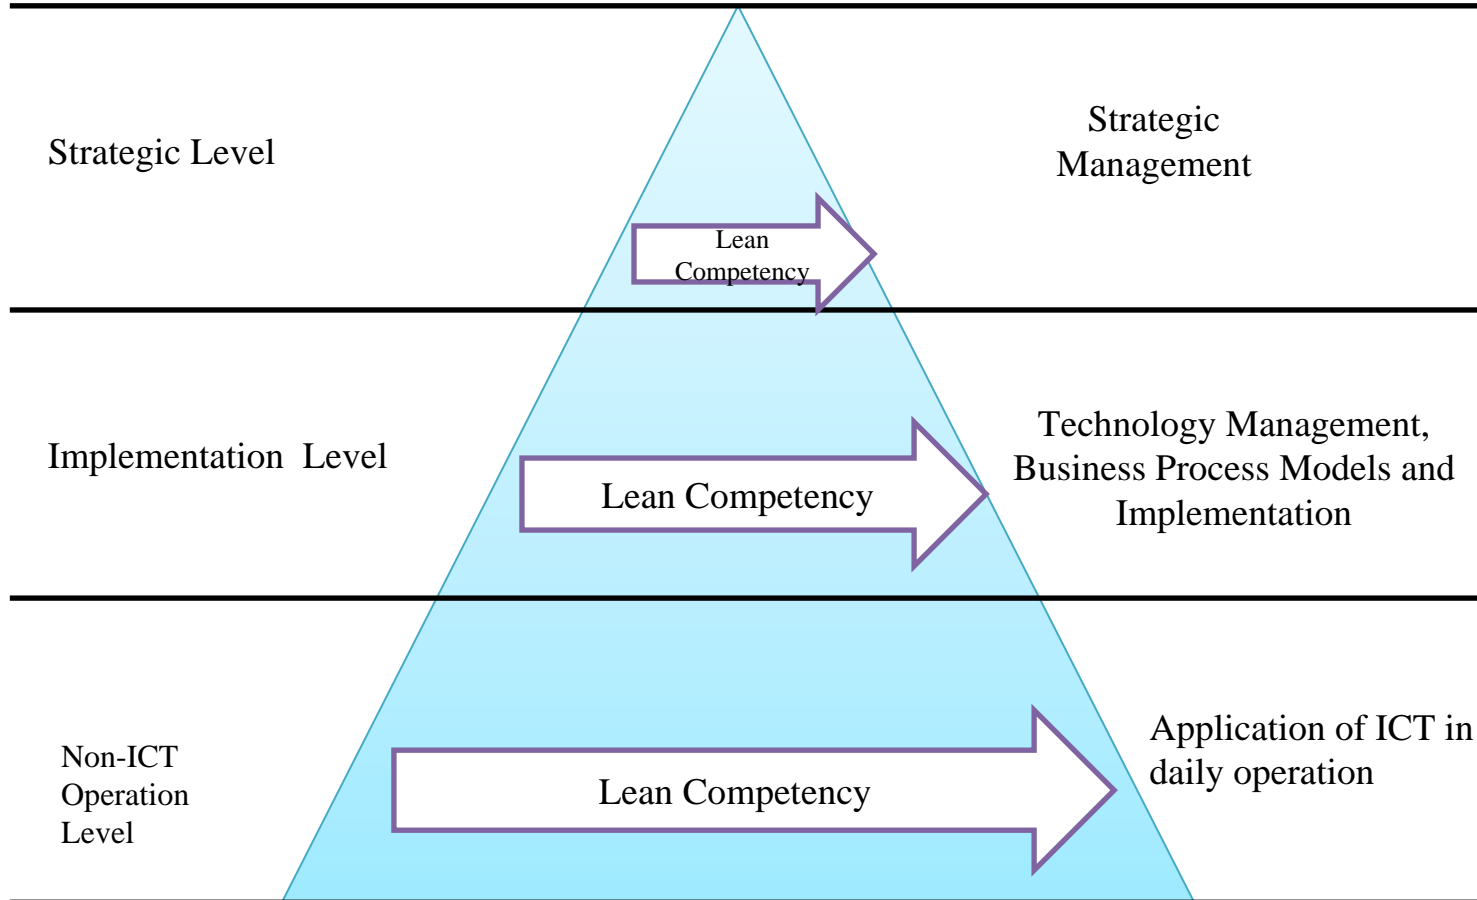 Strategic Level
Strategic
Management
Lean
Competency
Implementation  Level
Lean Competency
Technology Management,
Business Process Models and
Implementation
Non-ICT
Operation
Level
Lean Competency
Application of ICT in
daily operation